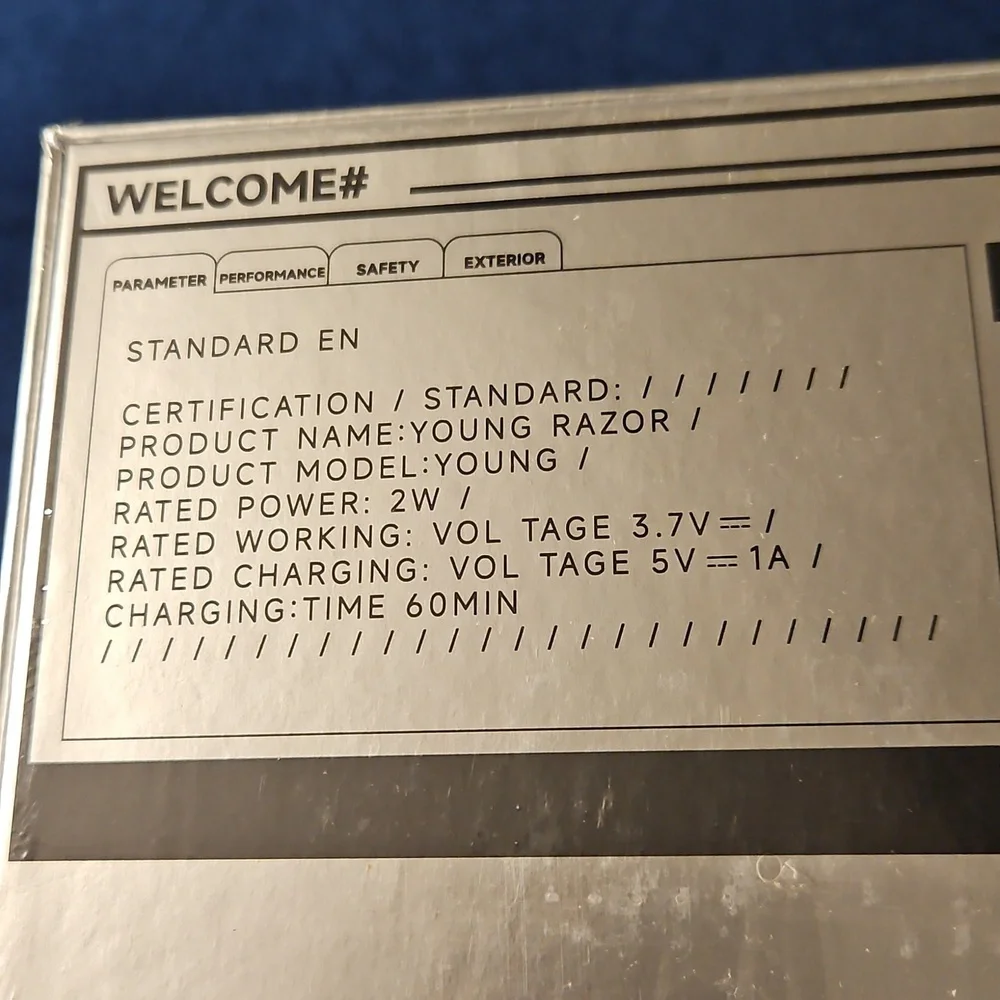 WELCOME#
PARAMETER PERFORMANCE SAFETY EXTERIOR
STANDARD EN
CERTIFICATION / STANDARD: / / / / / / /
PRODUCT NAME:YOUNG RAZOR /
PRODUCT MODEL:YOUNG /
RATED POWER: 2W /
RATED WORKING: VOL TAGE 3.7V⎓ /
RATED CHARGING: VOL TAGE 5V⎓1A /
CHARGING:TIME 60MIN
/ / / / / / / / / / / / / / / / / / / / / / / / / / /